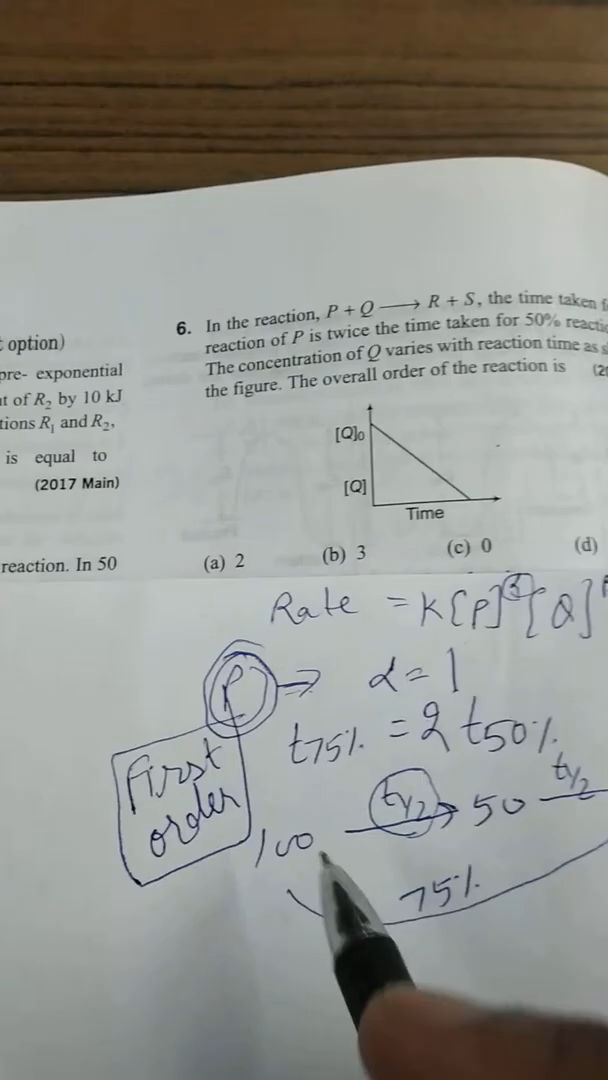 t option)
pre- exponential
nt of R₂ by 10 kJ
tions R₁ and R₂,
is equal to
(2017 Main)
reaction. In 50
6. In the reaction, P + Q ⟶ R + S, the time taken
reaction of P is twice the time taken for 50%
The concentration of Q varies with reaction time as
the figure. The overall order of the reaction is
[Q]₀
[Q]
Time
(a) 2
(b) 3
(c) 0
(d)
Rate = K[P] [Q]
P ⇒ α = 1
t75% = 2 t50%
First
order
100 t1/2 → 50 t1/2
75%